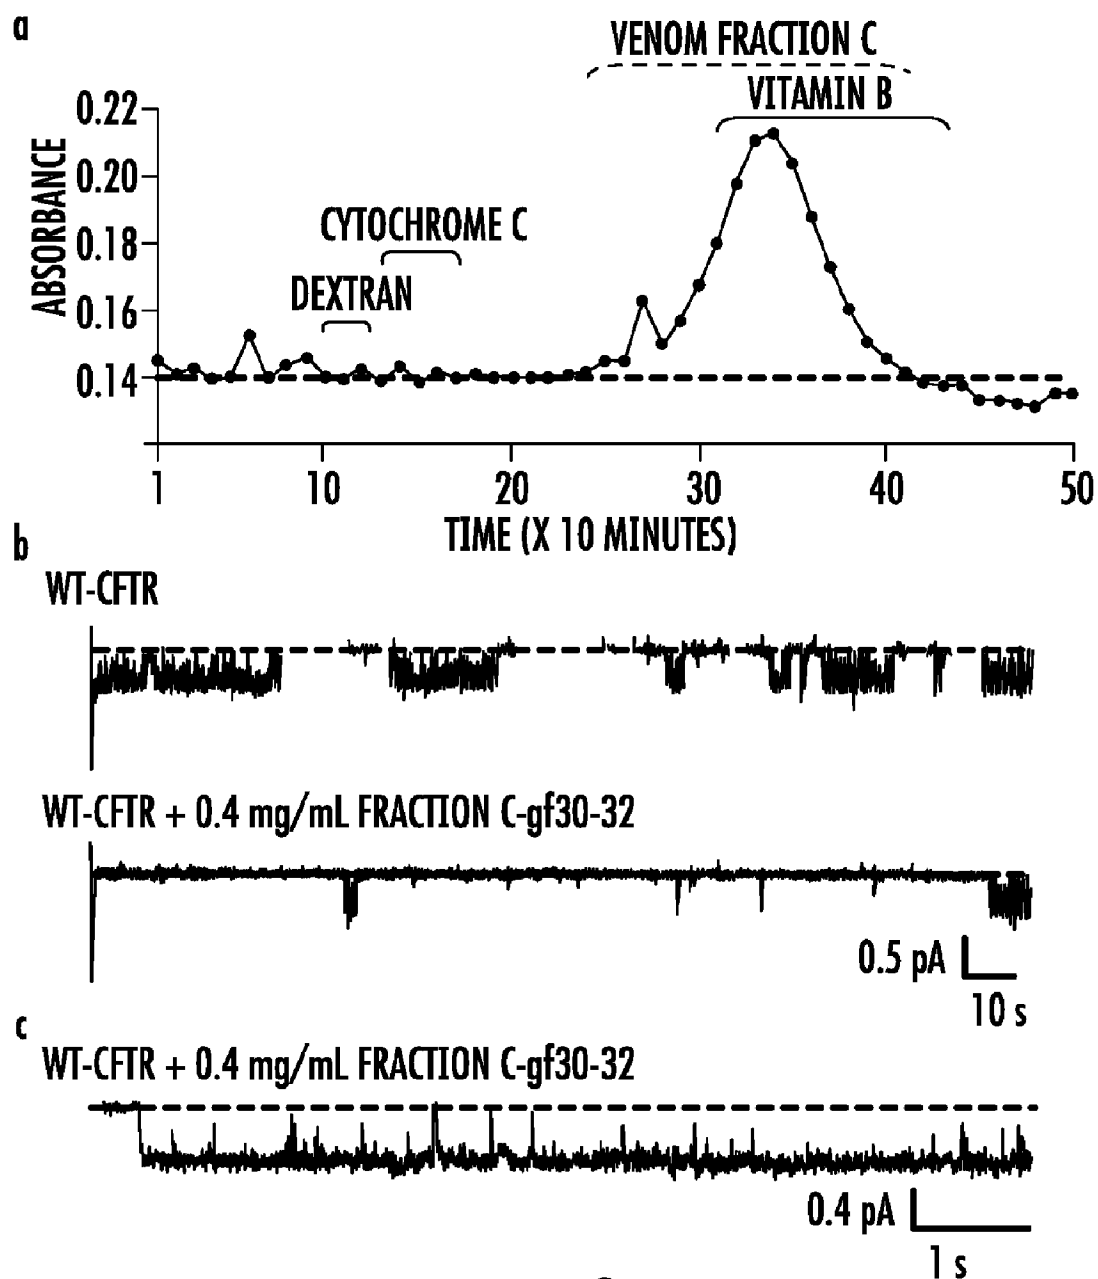 a
VENOM FRACTION C
VITAMIN B
0.22
0.20
0.18
0.16
0.14
ABSORBANCE
CYTOCHROME C
DEXTRAN
1 10 20 30 40 50
TIME (X 10 MINUTES)
b
WT-CFTR
WT-CFTR + 0.4 mg/mL FRACTION C-gf30-32
0.5 pA
10 s
c
WT-CFTR + 0.4 mg/mL FRACTION C-gf30-32
0.4 pA
1 s